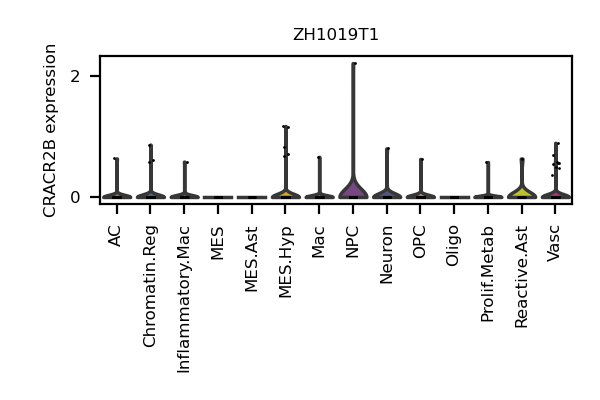 ZH1019T1
CRACR2B expression
2
0
AC
Chromatin.Reg
Inflammatory.Mac
MES
MES.Ast
MES.Hyp
Mac
NPC
Neuron
OPC
Oligo
Prolif.Metab
Reactive.Ast
Vasc